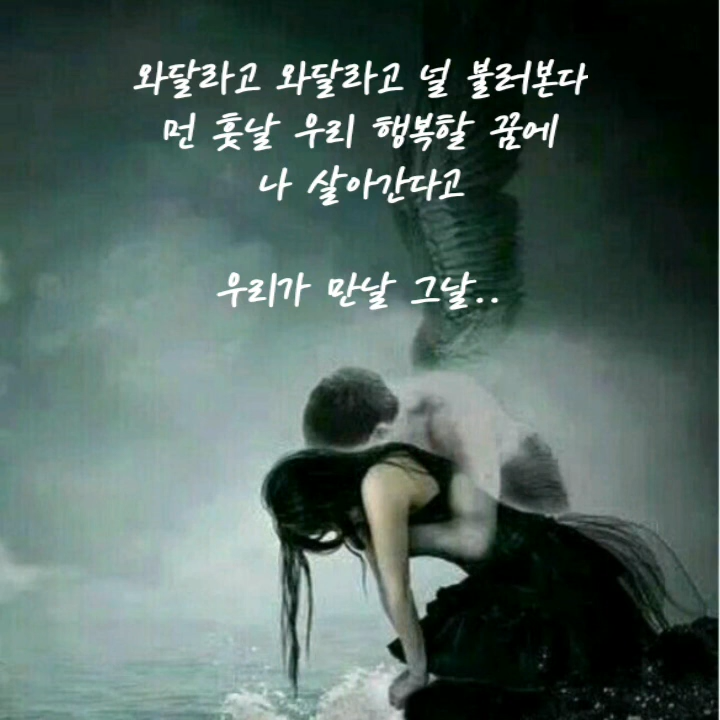 와달라고 와달라고 널 불러본다
먼 훗날 우리 행복할 꿈에
나 살아간다고
우리가 만날 그날..